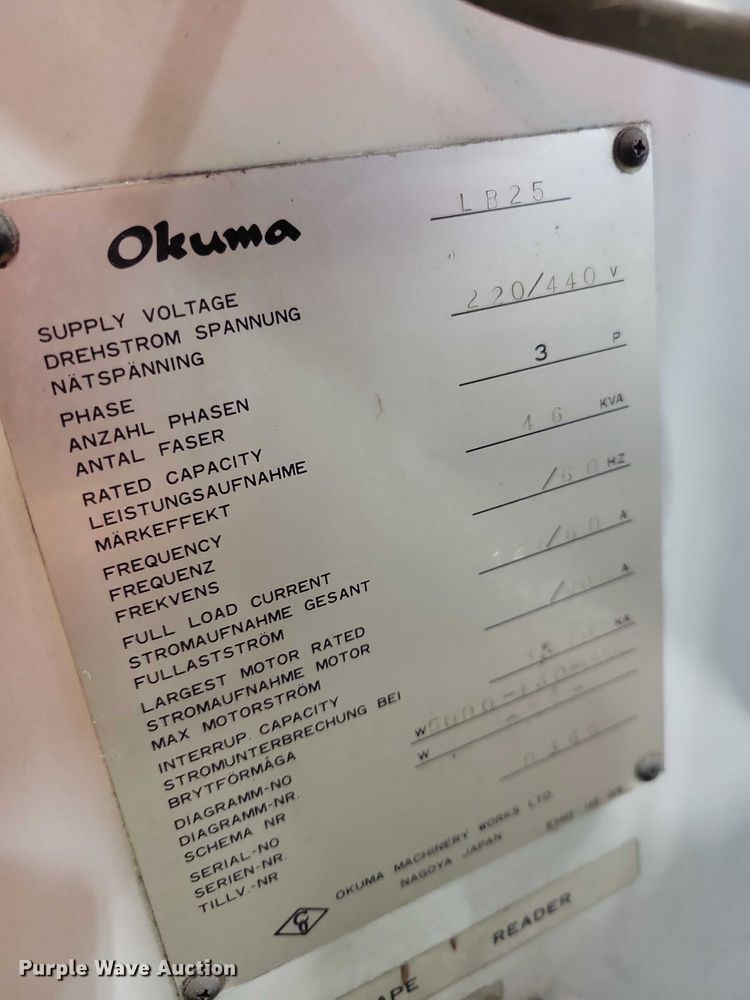 LB25
Okuma
SUPPLY VOLTAGE
DREHSTROM SPANNUNG
NÄTSPÄNNING
220/440 V
PHASE
ANZAHL PHASEN
ANTAL FASER
3 P
RATED CAPACITY
LEISTUNGSAUFNAHME
MÄRKEFFEKT
46 KVA
FREQUENCY
FREQUENZ
FREKVENS
/60 HZ
FULL LOAD CURRENT
STROMAUFNAHME GESANT
FULLASTSTRÖM
/60 A
LARGEST MOTOR RATED
STROMAUFNAHME MOTOR
MAX MOTORSTRÖM
A
INTERRUP. CAPACITY
STROMUNTERBRECHUNG BEI
BRYTFÖRMÅGA
KA
DIAGRAMM-NO
DIAGRAMM-NR.
SCHEMA NR
W
W
SERIAL-NO
SERIEN-NR.
TILLV.-NR
OKUMA MACHINERY WORKS LTD.
NAGOYA JAPAN
READER
APE
Purple Wave Auction